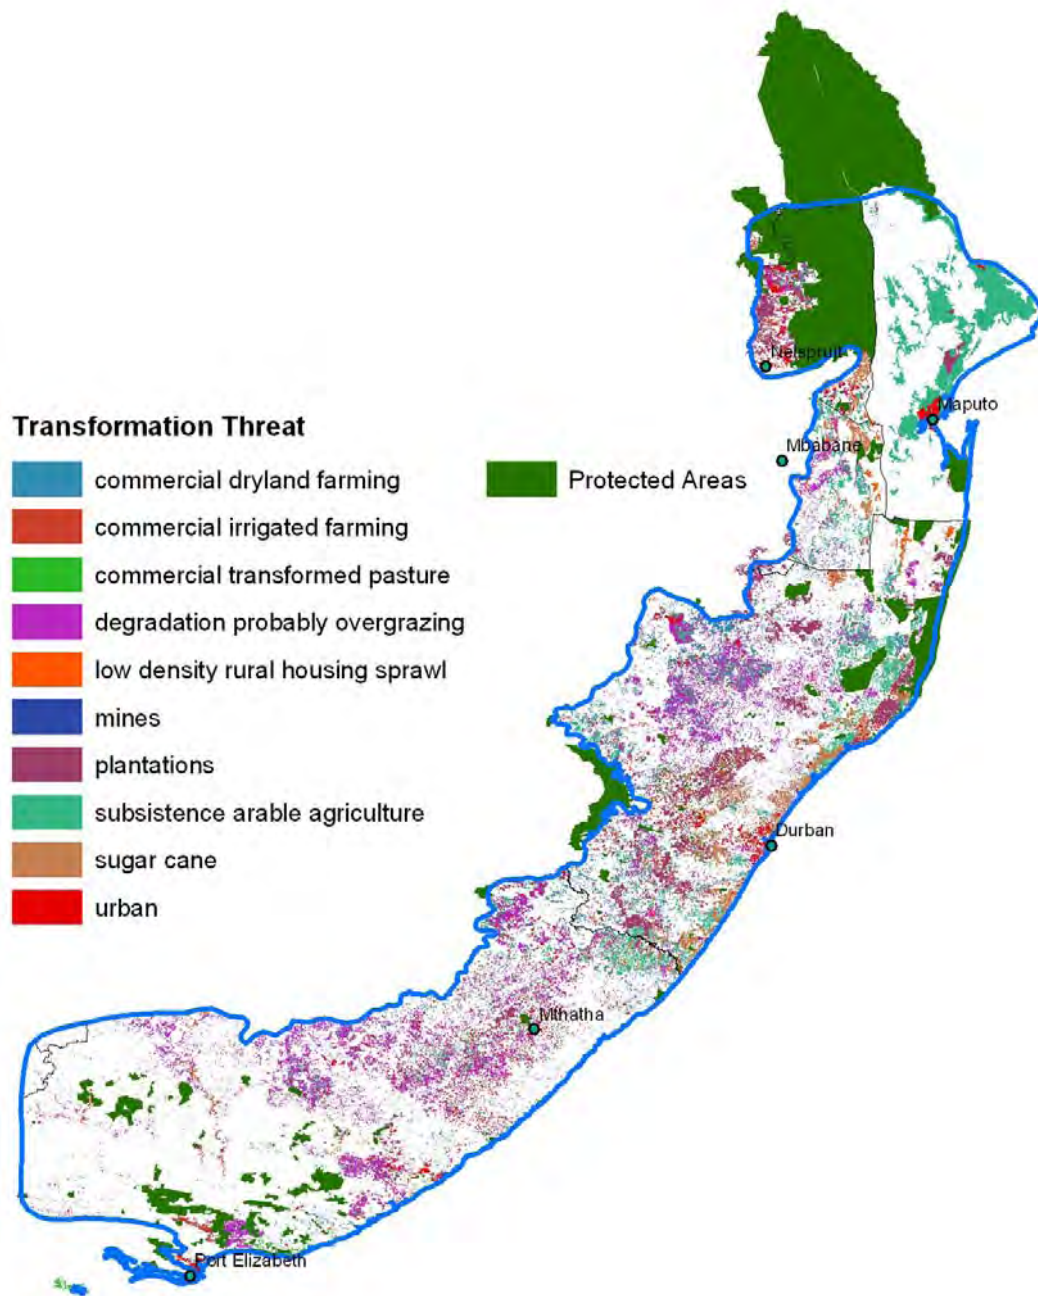 Nelspruit
Maputo
Transformation Threat
Mbabane
commercial dryland farming
Protected Areas
commercial irrigated farming
commercial transformed pasture
degradation probably overgrazing
low density rural housing sprawl
mines
plantations
subsistence arable agriculture
Durban
sugar cane
urban
Mthatha
Port Elizabeth